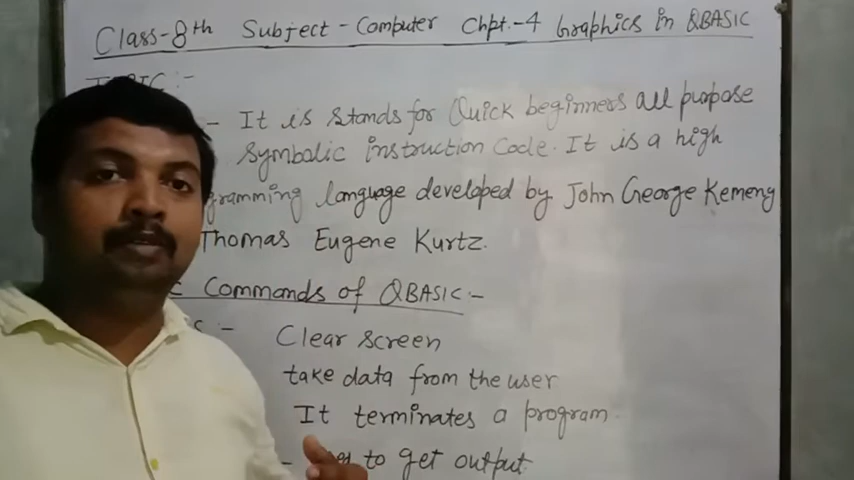 Class-8th Subject-Computer Chpt.-4 Graphics in QBASIC
TOPIC:-
- It is stands for Quick beginners all purpose
symbolic instruction Code. It is a high
gramming language developed by John George Kemeny
Thomas Eugene Kurtz.
C Commands of QBASIC:-
S :- Clear screen
take data from the user
It terminates a program.
- to get output